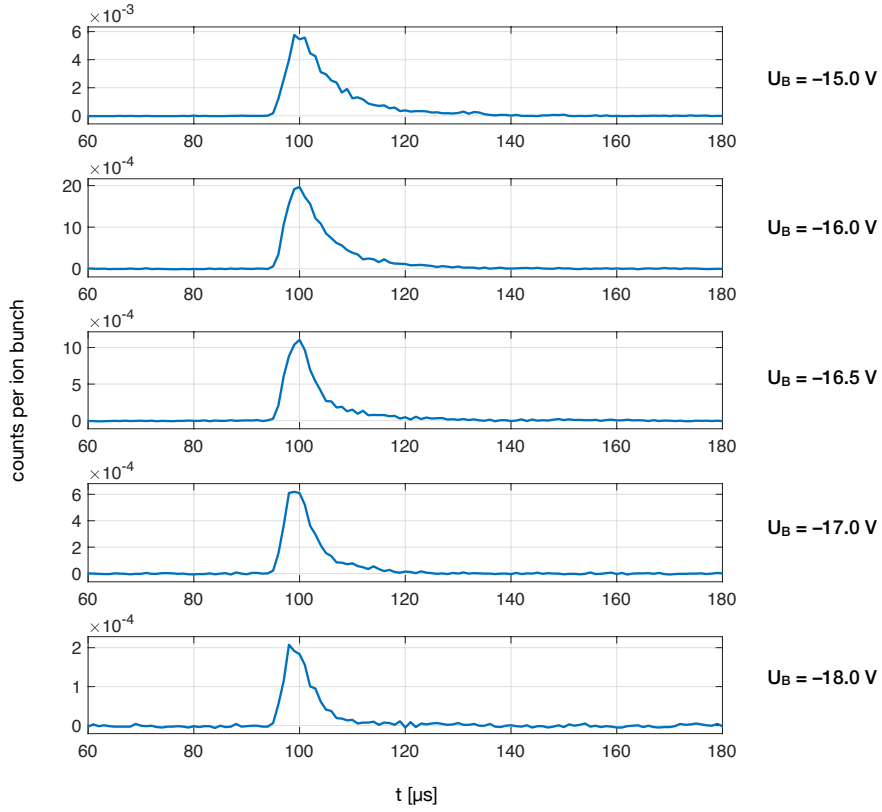 ×10⁻³
6
4
2
0
60 80 100 120 140 160 180
U_B = –15.0 V
×10⁻⁴
20
10
0
60 80 100 120 140 160 180
U_B = –16.0 V
×10⁻⁴
10
5
0
60 80 100 120 140 160 180
U_B = –16.5 V
×10⁻⁴
6
4
2
0
60 80 100 120 140 160 180
U_B = –17.0 V
×10⁻⁴
2
1
0
60 80 100 120 140 160 180
U_B = –18.0 V
counts per ion bunch
t [µs]